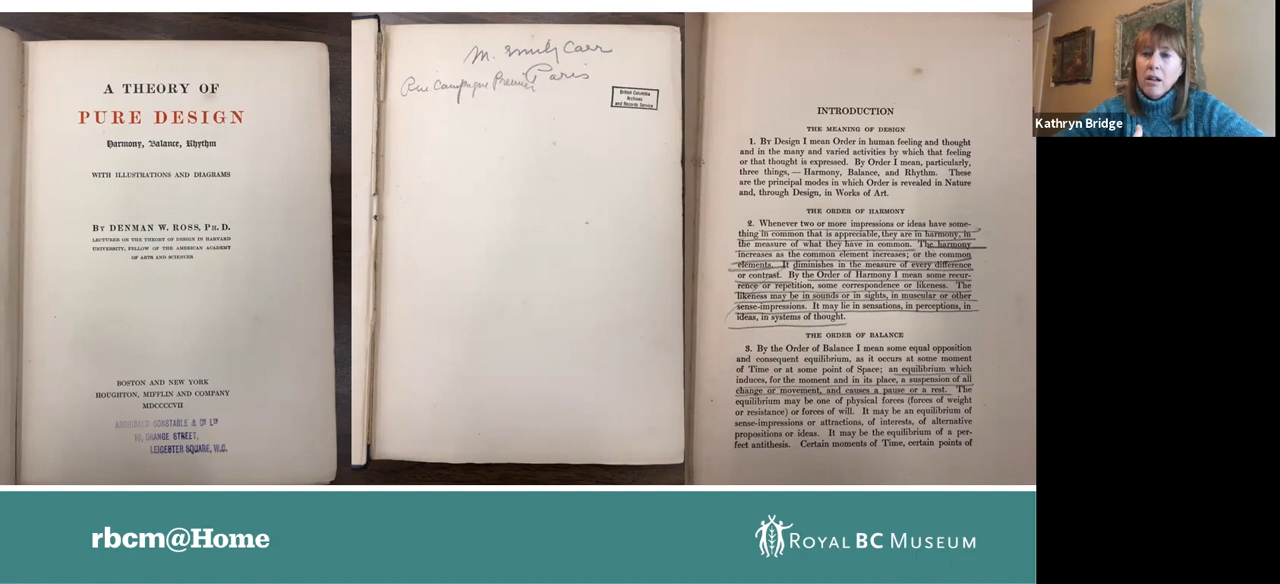 A THEORY OF
PURE DESIGN
Harmony, Balance, Rhythm
WITH ILLUSTRATIONS AND DIAGRAMS
BY DENMAN W. ROSS, PH. D.
LECTURER ON THE THEORY OF DESIGN IN HARVARD
UNIVERSITY, FELLOW OF THE AMERICAN ACADEMY
OF ARTS AND SCIENCES
BOSTON AND NEW YORK
HOUGHTON, MIFFLIN AND COMPANY
MDCCCCVII
ARCHIBALD CONSTABLE & Co LTD
10, ORANGE STREET,
LEICESTER SQUARE, W.C.
M. Emily Carr
Rue Campagne Premier Paris
British Columbia
Archives
and Records Service
INTRODUCTION
THE MEANING OF DESIGN
1. By Design I mean Order in human feeling and thought
and in the many and varied activities by which that feeling
or that thought is expressed. By Order I mean, particularly,
three things, — Harmony, Balance, and Rhythm. These
are the principal modes in which Order is revealed in Nature
and, through Design, in Works of Art.
THE ORDER OF HARMONY
2. Whenever two or more impressions or ideas have some-
thing in common that is appreciable, they are in harmony, in
the measure of what they have in common. The harmony
increases as the common element increases; or the common
elements. It diminishes in the measure of every difference
or contrast. By the Order of Harmony I mean some recur-
rence or repetition, some correspondence or likeness. The
likeness may be in sounds or in sights, in muscular or other
sense-impressions. It may lie in sensations, in perceptions, in
ideas, in systems of thought.
THE ORDER OF BALANCE
3. By the Order of Balance I mean some equal opposition
and consequent equilibrium, as it occurs at some moment
of Time or at some point of Space; an equilibrium which
induces, for the moment and in its place, a suspension of all
change or movement, and causes a pause or a rest. The
equilibrium may be one of physical forces (forces of weight
or resistance) or forces of will. It may be an equilibrium of
sense-impressions or attractions, of interests, of alternative
propositions or ideas. It may be the equilibrium of a per-
fect antithesis. Certain moments of Time, certain points of
Kathryn Bridge
rbcm@Home
ROYAL BC MUSEUM